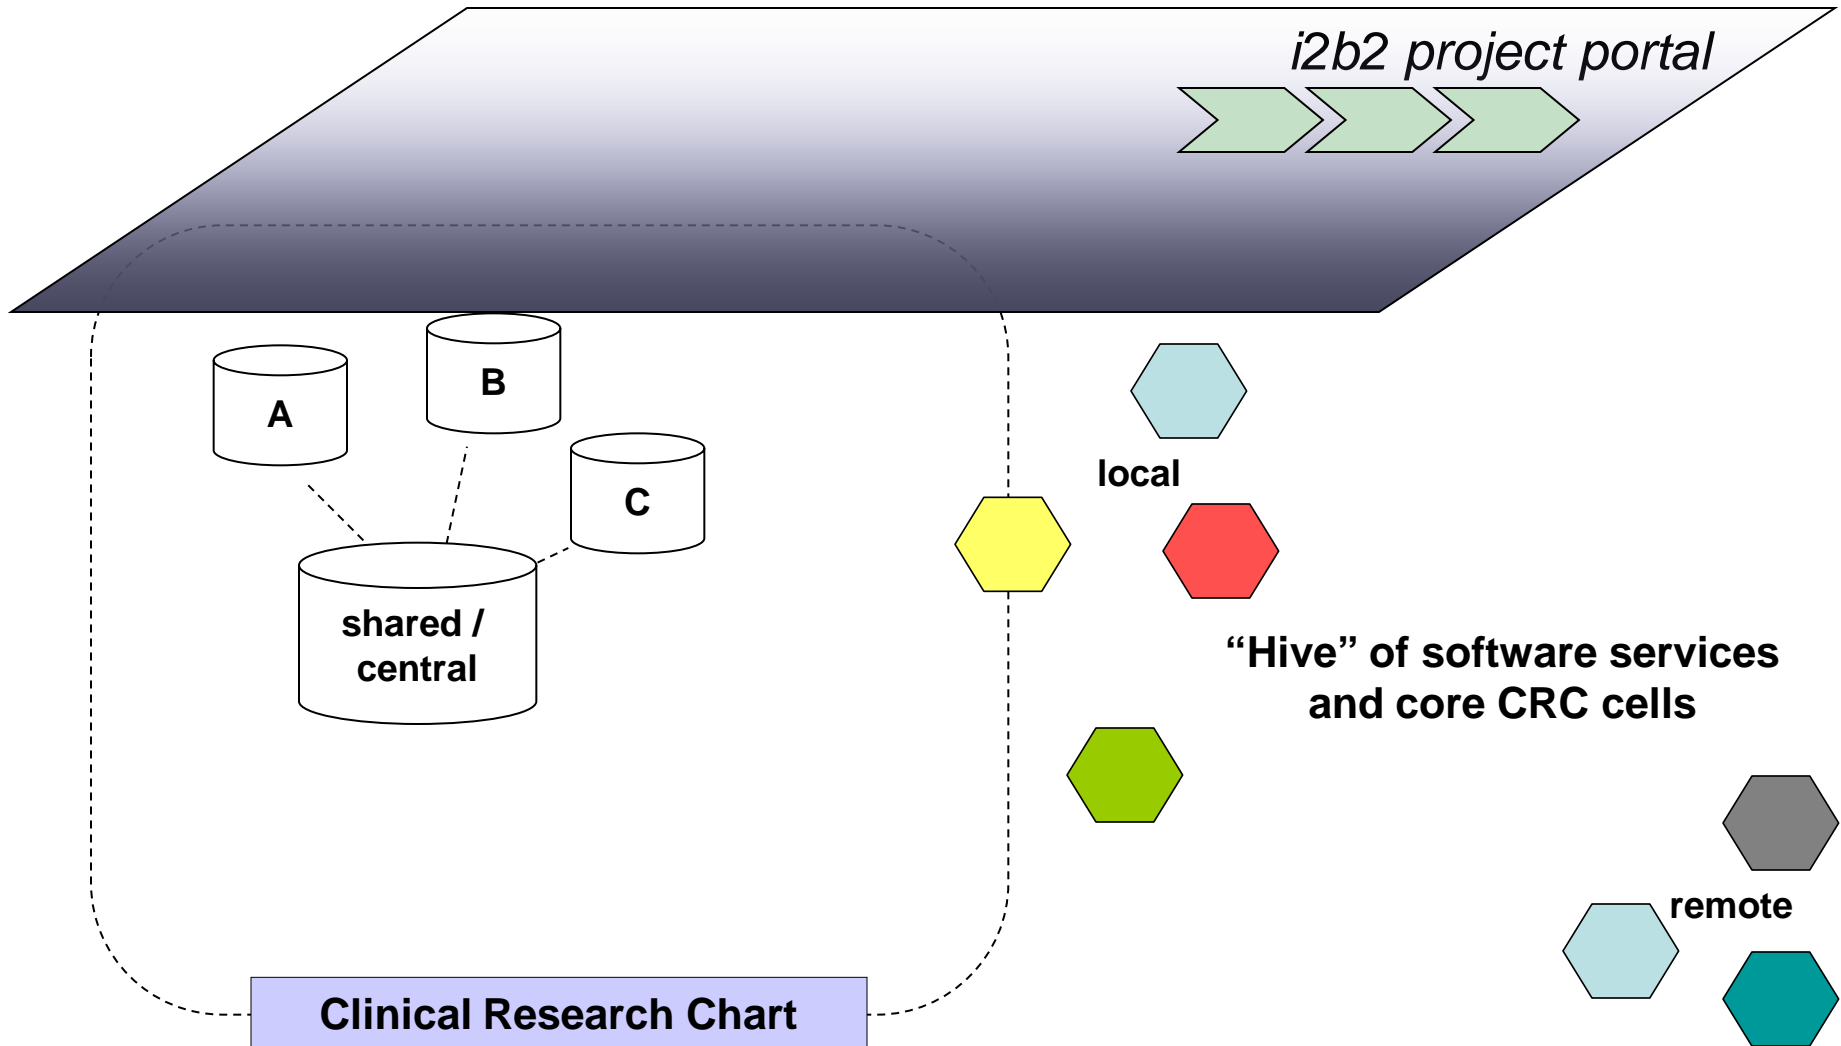 i2b2 project portal
A
B
C
shared /
central
local
“Hive” of software services
and core CRC cells
remote
Clinical Research Chart